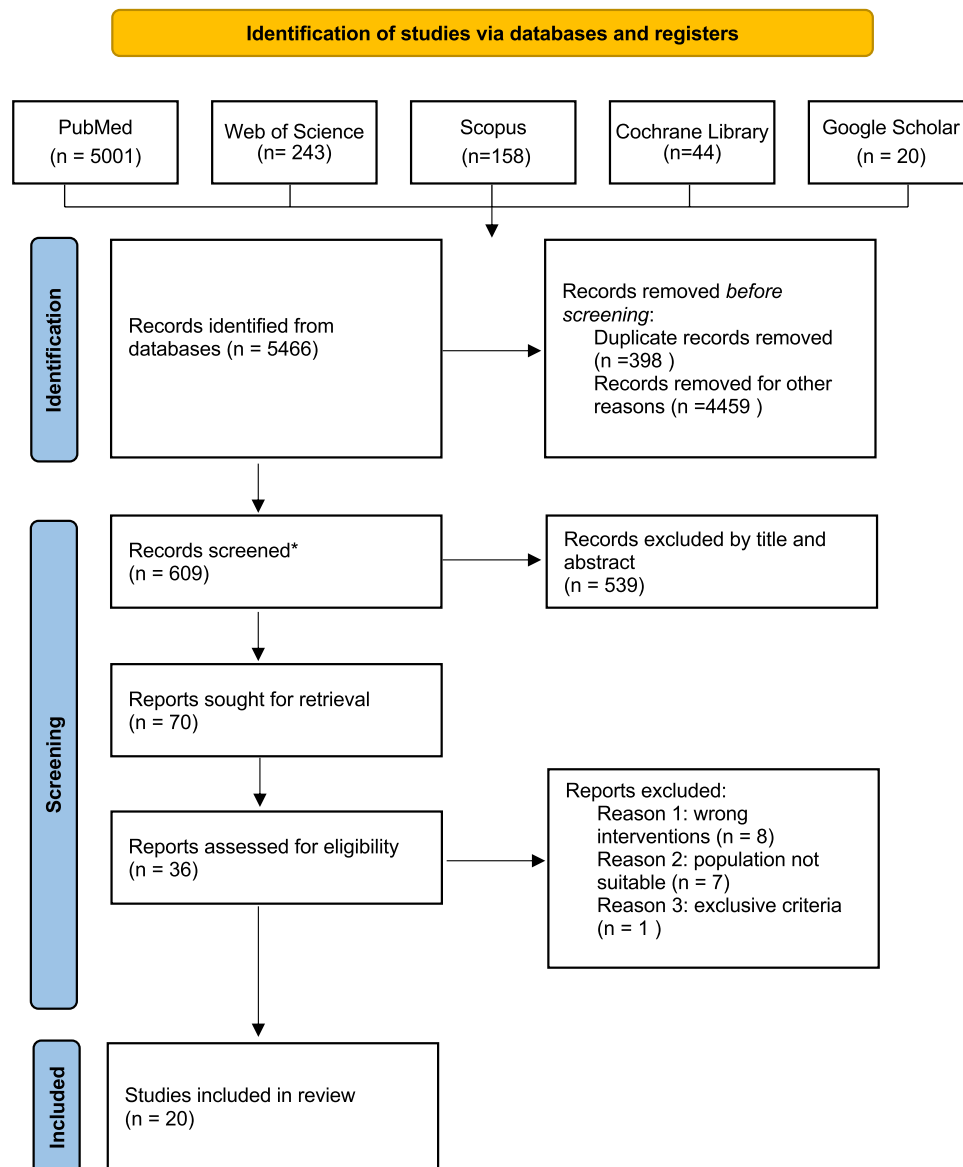 Identification of studies via databases and registers
PubMed
(n = 5001)
Web of Science
(n= 243)
Scopus
(n=158)
Cochrane Library
(n=44)
Google Scholar
(n = 20)
Identification
Records identified from
databases (n = 5466)
Records removed before
screening:
Duplicate records removed
(n =398 )
Records removed for other
reasons (n =4459 )
Screening
Records screened*
(n = 609)
Records excluded by title and
abstract
(n = 539)
Reports sought for retrieval
(n = 70)
Reports assessed for eligibility
(n = 36)
Reports excluded:
Reason 1: wrong
interventions (n = 8)
Reason 2: population not
suitable (n = 7)
Reason 3: exclusive criteria
(n = 1 )
Included
Studies included in review
(n = 20)